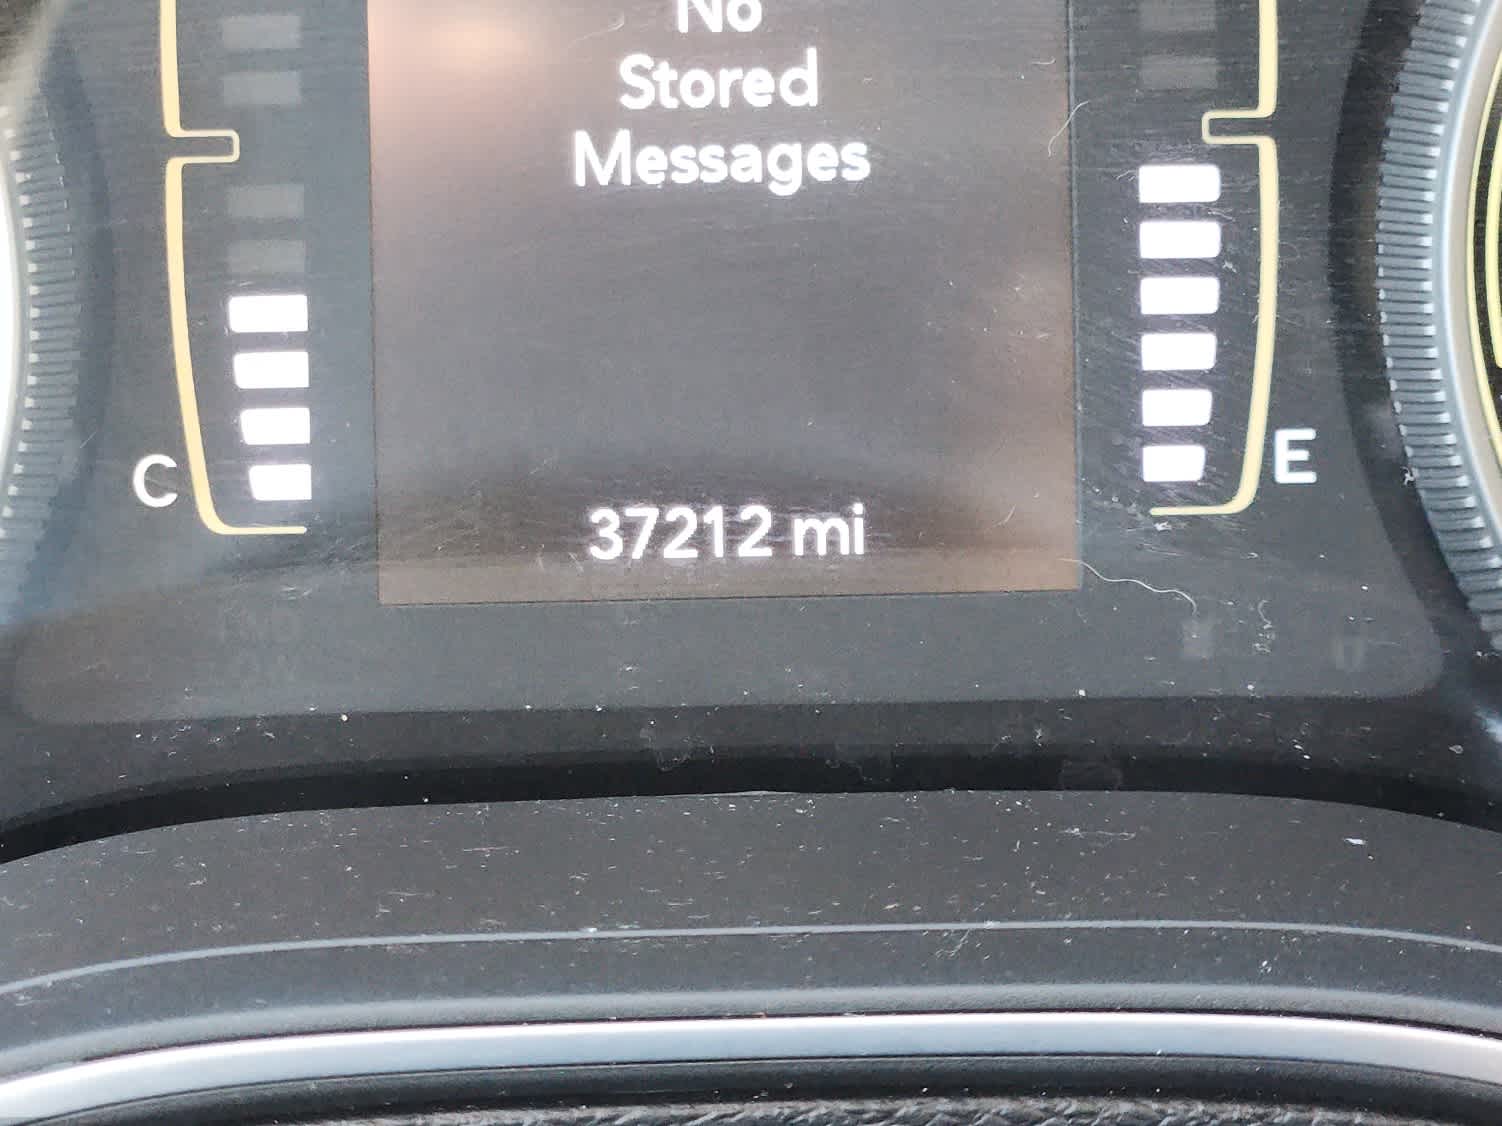 No
Stored
Messages
C
E
37212 mi